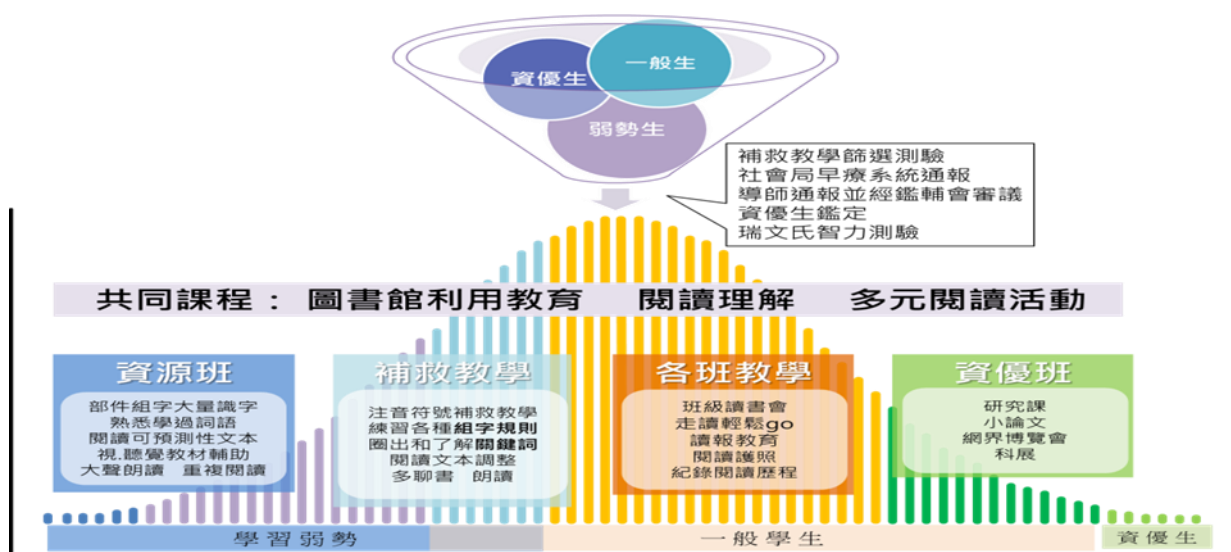 資優生
一般生
弱勢生
補救教學篩選測驗
社會局早療系統通報
導師通報並經鑑輔會審議
資優生鑑定
瑞文氏智力測驗
共同課程： 圖書館利用教育 閱讀理解 多元閱讀活動
資源班
部件組字大量識字
熟悉學過詞語
閱讀可預測性文本
視.聽覺教材輔助
大聲朗讀 重複閱讀
補救教學
注音符號補救教學
練習各種組字規則
圈出和了解關鍵詞
閱讀文本調整
多聊書 朗讀
各班教學
班級讀書會
走讀輕鬆go
讀報教育
閱讀護照
紀錄閱讀歷程
資優班
研究課
小論文
網界博覽會
科展
學習弱勢
一般學生
資優生